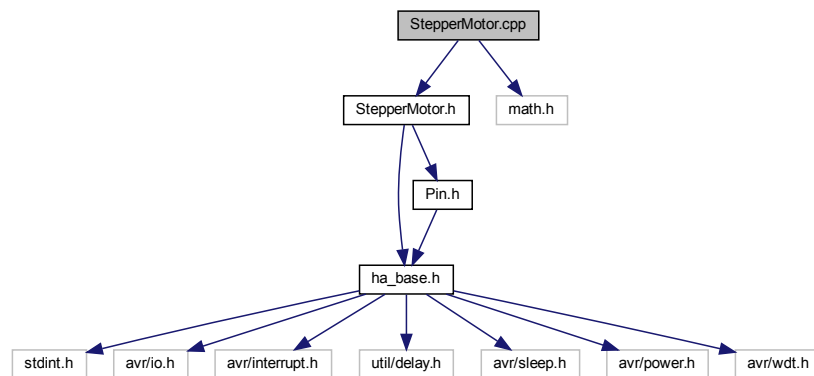 StepperMotor.cpp
StepperMotor.h
math.h
Pin.h
ha_base.h
stdint.h
avr/io.h
avr/interrupt.h
util/delay.h
avr/sleep.h
avr/power.h
avr/wdt.h